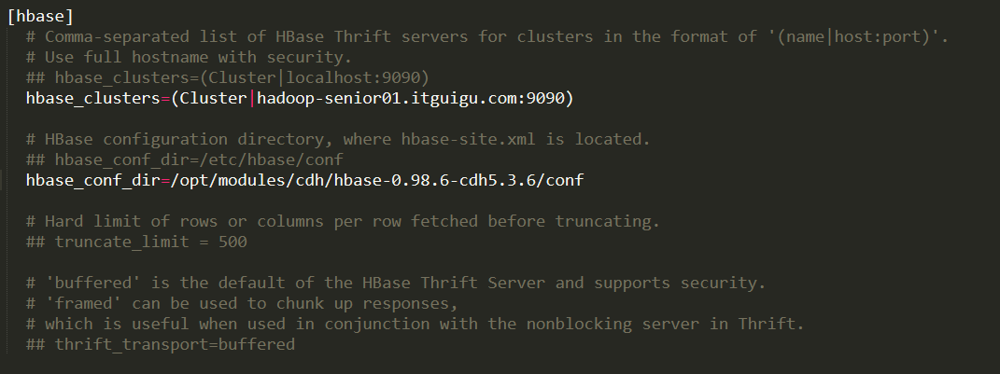 [hbase]
# Comma-separated list of HBase Thrift servers for clusters in the format of '(name|host:port)'.
# Use full hostname with security.
## hbase_clusters=(Cluster|localhost:9090)
hbase_clusters=(Cluster|hadoop-senior01.itguigu.com:9090)
# HBase configuration directory, where hbase-site.xml is located.
## hbase_conf_dir=/etc/hbase/conf
hbase_conf_dir=/opt/modules/cdh/hbase-0.98.6-cdh5.3.6/conf
# Hard limit of rows or columns per row fetched before truncating.
## truncate_limit = 500
# 'buffered' is the default of the HBase Thrift Server and supports security.
# 'framed' can be used to chunk up responses,
# which is useful when used in conjunction with the nonblocking server in Thrift.
## thrift_transport=buffered